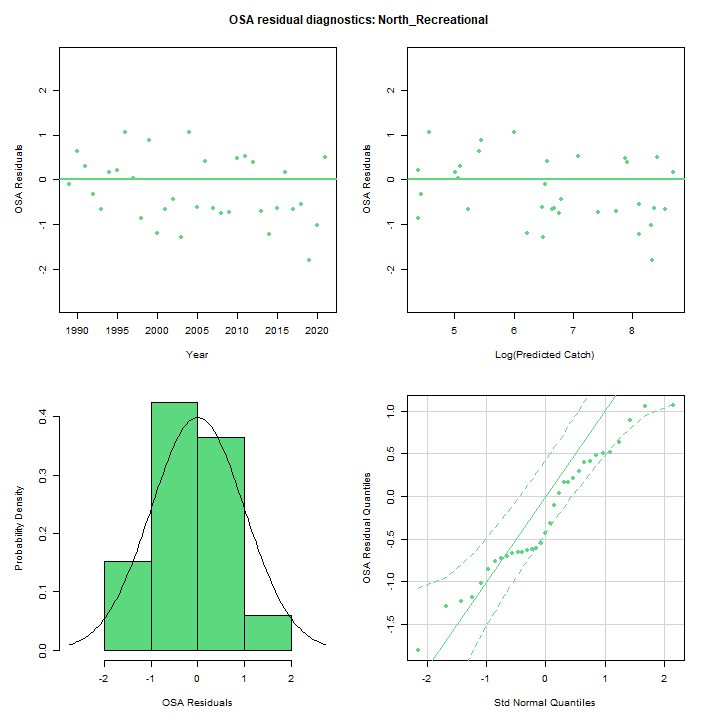 OSA residual diagnostics: North_Recreational
OSA Residuals
2
1
0
-1
-2
1990 1995 2000 2005 2010 2015 2020
Year
OSA Residuals
2
1
0
-1
-2
5 6 7 8
Log(Predicted Catch)
Probability Density
0.4
0.3
0.2
0.1
0.0
-2 -1 0 1 2
OSA Residuals
OSA Residual Quantiles
1.0
0.5
0.0
-0.5
-1.0
-1.5
-2 -1 0 1 2
Std Normal Quantiles